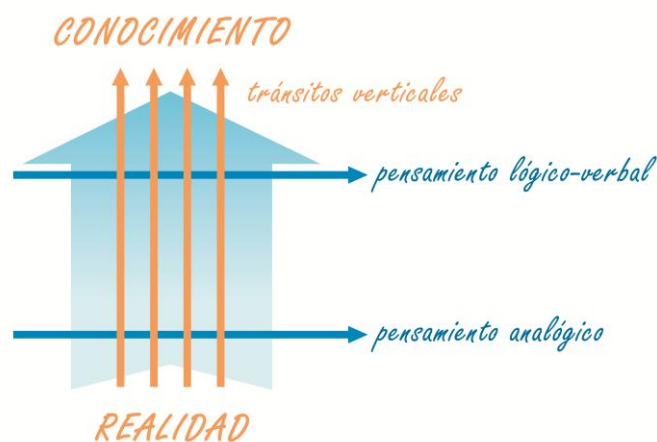 CONOCIMIENTO
tránsitos verticales
pensamiento lógico-verbal
pensamiento analógico
REALIDAD